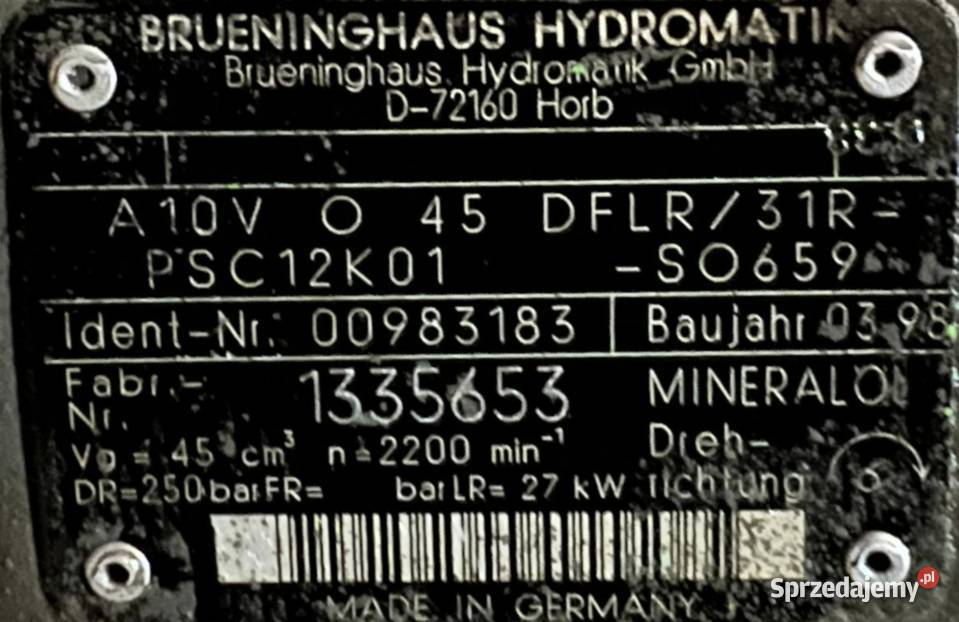 BRUENINGHAUS HYDROMATIK
Brueninghaus Hydromatik GmbH
D-72160 Horb
A10V O 45 DFLR/31R-
PSC12K01 -SO659
Ident-Nr. 00983183 Baujahr 03.98
Fabr.- Nr. 1335653 MINERALÖL
Vg = 45 cm³ n = 2200 min⁻¹ Dreh-
DR=250 bar FR= bar LR= 27 kW richtung
MADE IN GERMANY
Sprzedajemy.pl